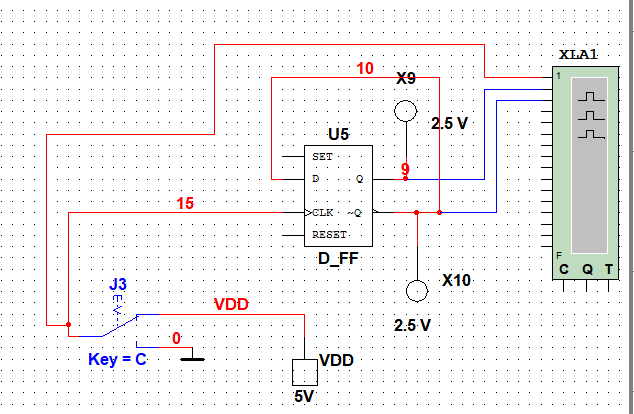 XLA1
10
X9
1
2.5 V
U5
SET
9
D Q
15
CLK ~Q
RESET
F
D_FF
C Q T
J3
X10
VDD
2.5 V
0
Key = C
VDD
5V